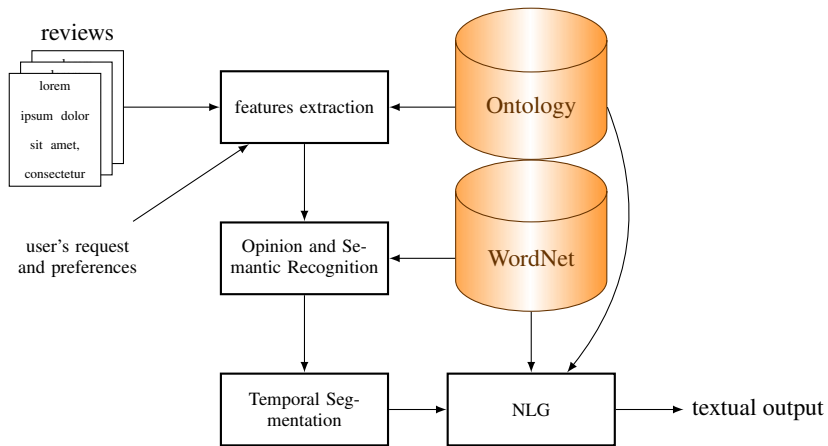 reviews
lorem
ipsum dolor
sit amet,
consectetur
features extraction
Ontology
user's request
and preferences
Opinion and Se-
mantic Recognition
WordNet
Temporal Seg-
mentation
NLG
textual output